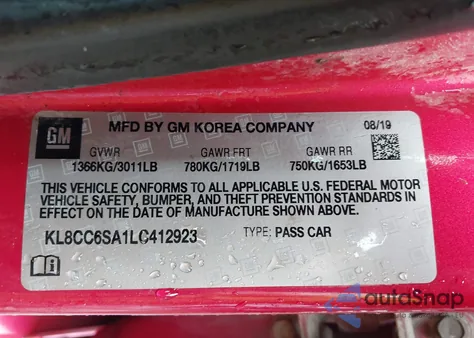 GM MFD BY GM KOREA COMPANY 08/19
GVWR GAWR FRT GAWR RR
1366KG/3011LB 780KG/1719LB 750KG/1653LB
THIS VEHICLE CONFORMS TO ALL APPLICABLE U.S. FEDERAL MOTOR
VEHICLE SAFETY, BUMPER, AND THEFT PREVENTION STANDARDS IN
EFFECT ON THE DATE OF MANUFACTURE SHOWN ABOVE.
KL8CC6SA1LC412923 TYPE: PASS CAR
autoSnap